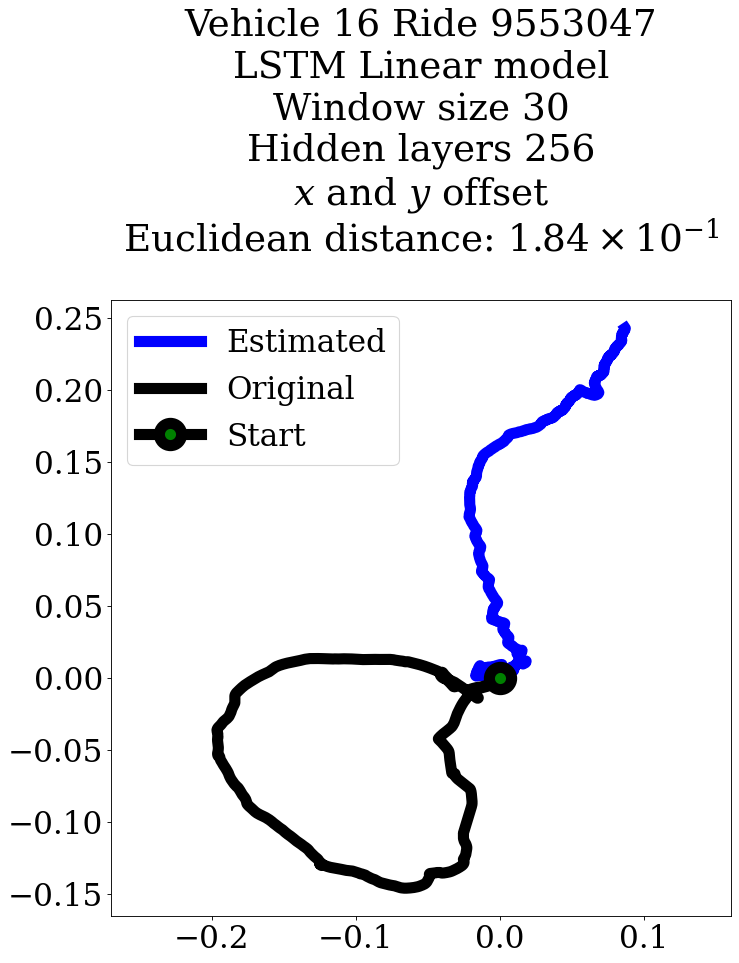 Vehicle 16 Ride 9553047
LSTM Linear model
Window size 30
Hidden layers 256
x and y offset
Euclidean distance: 1.84 × 10⁻¹
Estimated
Original
Start
0.25
0.20
0.15
0.10
0.05
0.00
−0.05
−0.10
−0.15
−0.2 −0.1 0.0 0.1